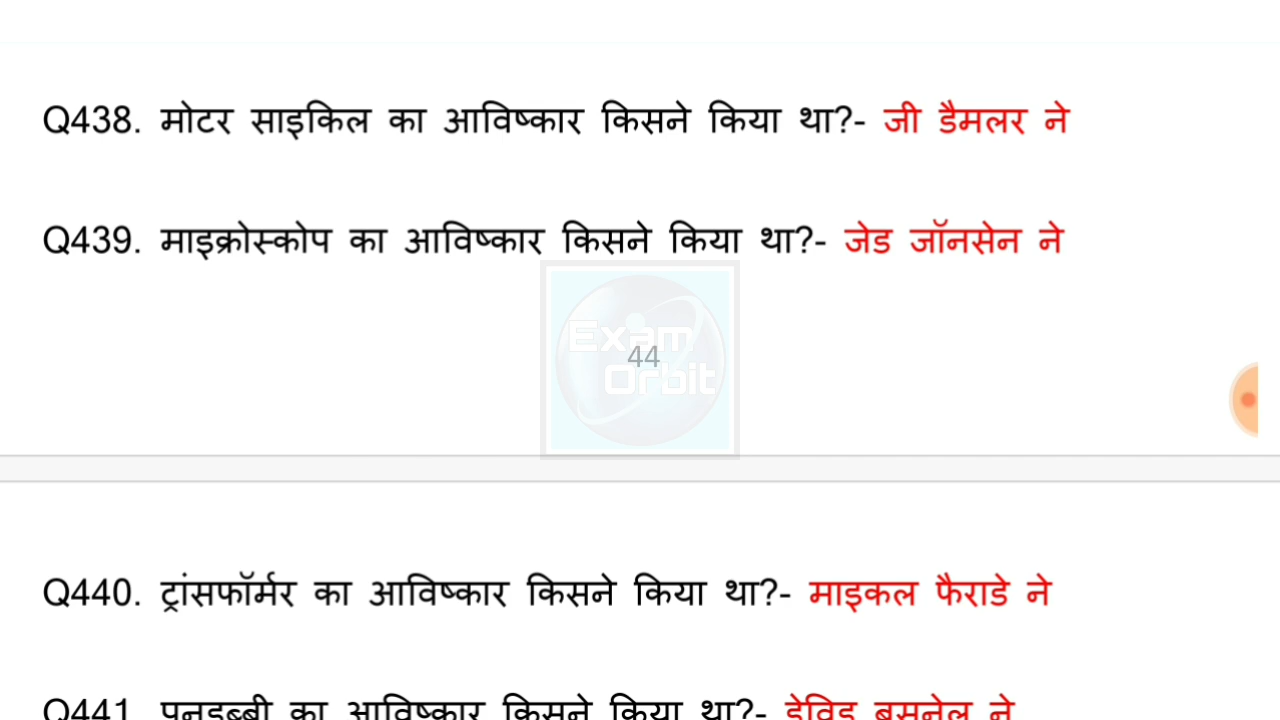 Q438. मोटर साइकिल का आविष्कार किसने किया था?- जी डैमलर ने
Q439. माइक्रोस्कोप का आविष्कार किसने किया था?- जेड जॉनसेन ने
Exam
44
Orbit
Q440. ट्रांसफॉर्मर का आविष्कार किसने किया था?- माइकल फैराडे ने
Q441. पनडुब्बी का आविष्कार किसने किया था?- डेविड बुसनेल ने